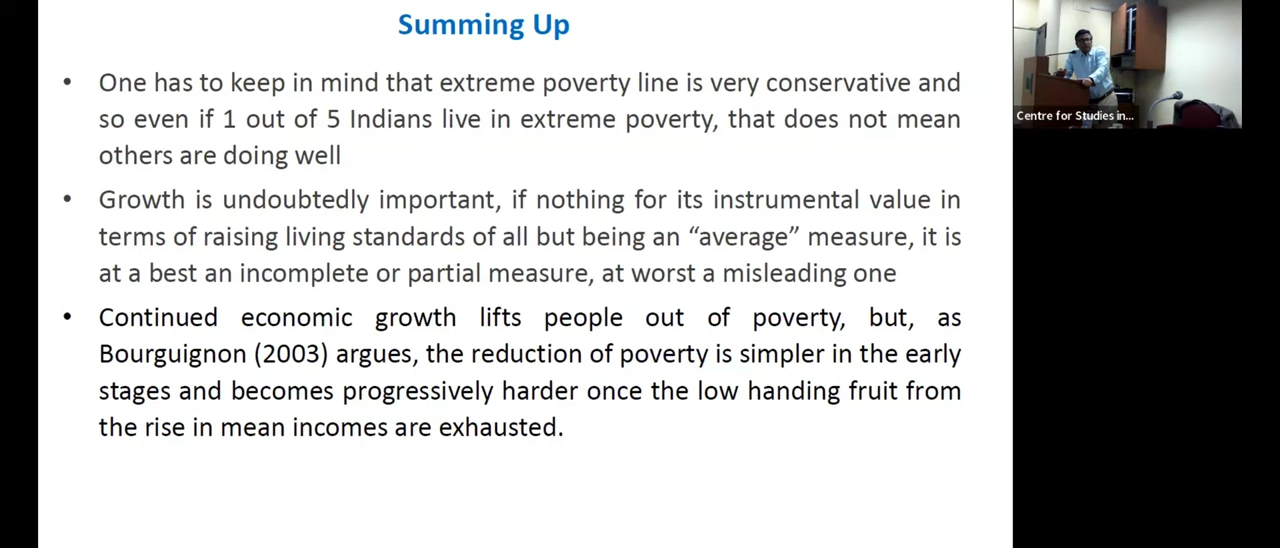 Summing Up
• One has to keep in mind that extreme poverty line is very conservative and
so even if 1 out of 5 Indians live in extreme poverty, that does not mean
others are doing well
• Growth is undoubtedly important, if nothing for its instrumental value in
terms of raising living standards of all but being an “average” measure, it is
at a best an incomplete or partial measure, at worst a misleading one
• Continued economic growth lifts people out of poverty, but, as
Bourguignon (2003) argues, the reduction of poverty is simpler in the early
stages and becomes progressively harder once the low handing fruit from
the rise in mean incomes are exhausted.
Centre for Studies in...